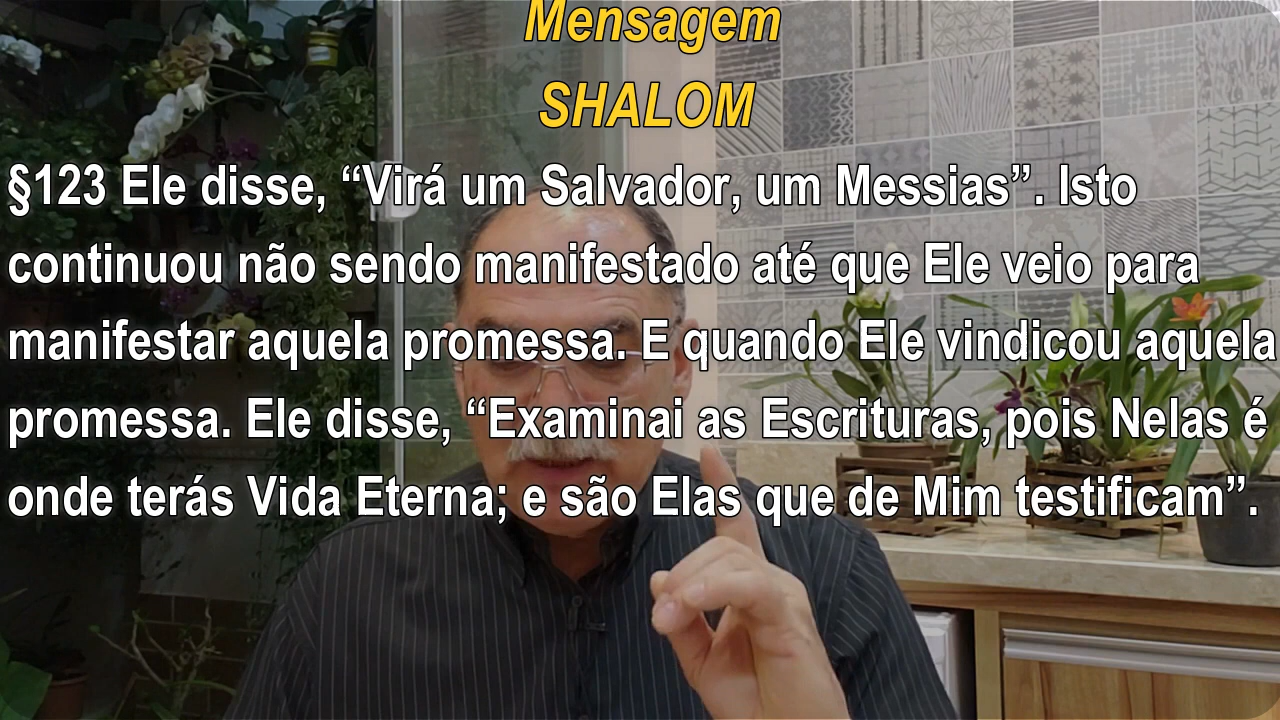 Mensagem
SHALOM
§123 Ele disse, “Virá um Salvador, um Messias”. Isto
continuou não sendo manifestado até que Ele veio para
manifestar aquela promessa. E quando Ele vindicou aquela
promessa. Ele disse, “Examinai as Escrituras, pois Nelas é
onde terás Vida Eterna; e são Elas que de Mim testificam”.